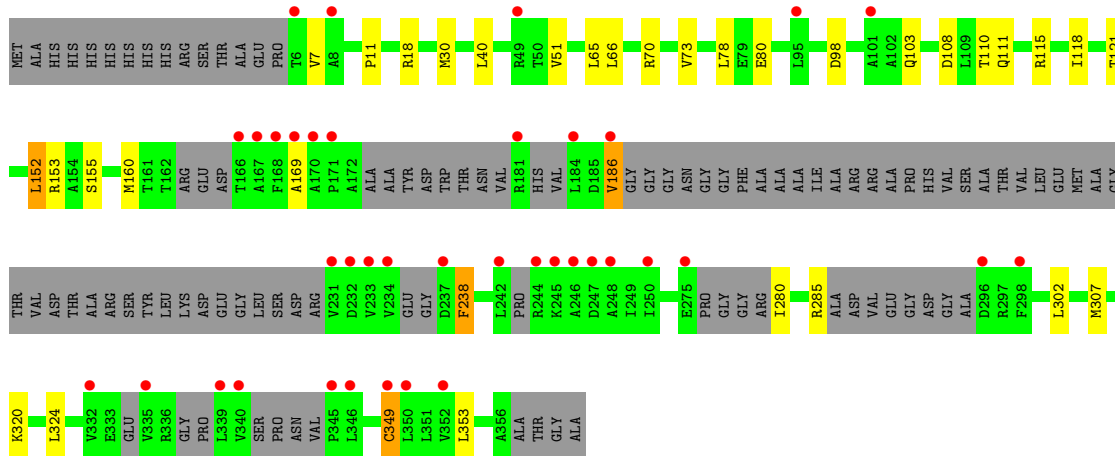 MET ALA HIS HIS HIS HIS HIS HIS HIS HIS ARG SER THR ALA GLU PRO T6 V7 A8 P11 R18 M30 L40 R49 T50 V51 L65 L66 R70 V73 L78 E79 E80 L95 D98 A101 A102 Q103 D108 L109 T110 Q111 R115 I118 T121
L152 R153 A154 S155 M160 T161 T162 ARG GLU ASP T166 A167 F168 A169 A170 P171 A172 ALA ALA TYR ASP TRP THR ASN VAL R181 HIS VAL L184 D185 V186 GLY GLY GLY ASN GLY GLY PHE ALA ALA ALA ILE ALA ARG ARG ALA PRO HIS VAL SER ALA THR VAL LEU GLU MET ALA GLY
THR VAL ASP THR ALA ARG SER TYR LEU LYS ASP GLU GLY LEU SER ASP ARG V231 D232 V233 V234 GLU GLY D237 F238 L242 PRO R244 K245 A246 D247 A248 I249 I250 E275 PRO GLY GLY ARG I280 R285 ALA ASP VAL GLU GLY ASP GLY ALA D296 R297 F298 L302 M307
K320 L324 V332 E333 GLU V335 R336 GLY PRO L339 V340 SER PRO ASN VAL P345 L346 C349 L350 L351 V352 L353 A356 ALA THR GLY ALA